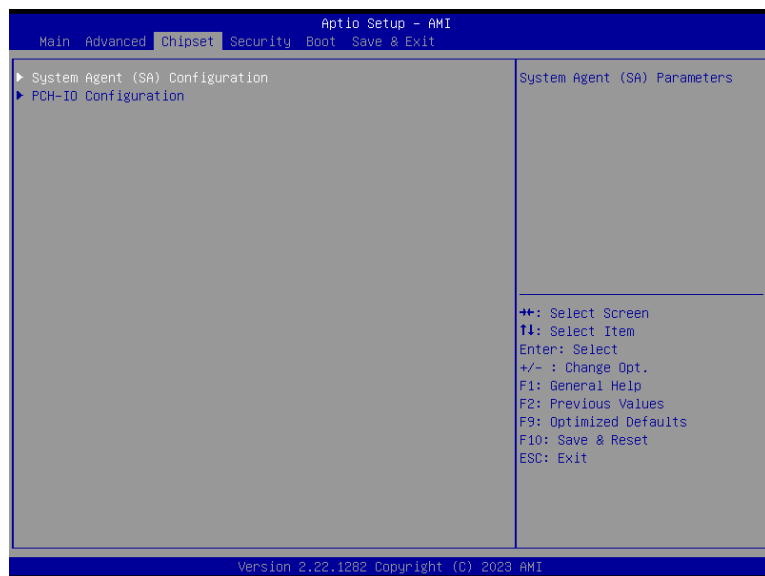 Aptio Setup - AMI
Main Advanced Chipset Security Boot Save & Exit
System Agent (SA) Configuration
PCH-IO Configuration
System Agent (SA) Parameters
→←: Select Screen
↑↓: Select Item
Enter: Select
+/- : Change Opt.
F1: General Help
F2: Previous Values
F9: Optimized Defaults
F10: Save & Reset
ESC: Exit
Version 2.22.1282 Copyright (C) 2023 AMI